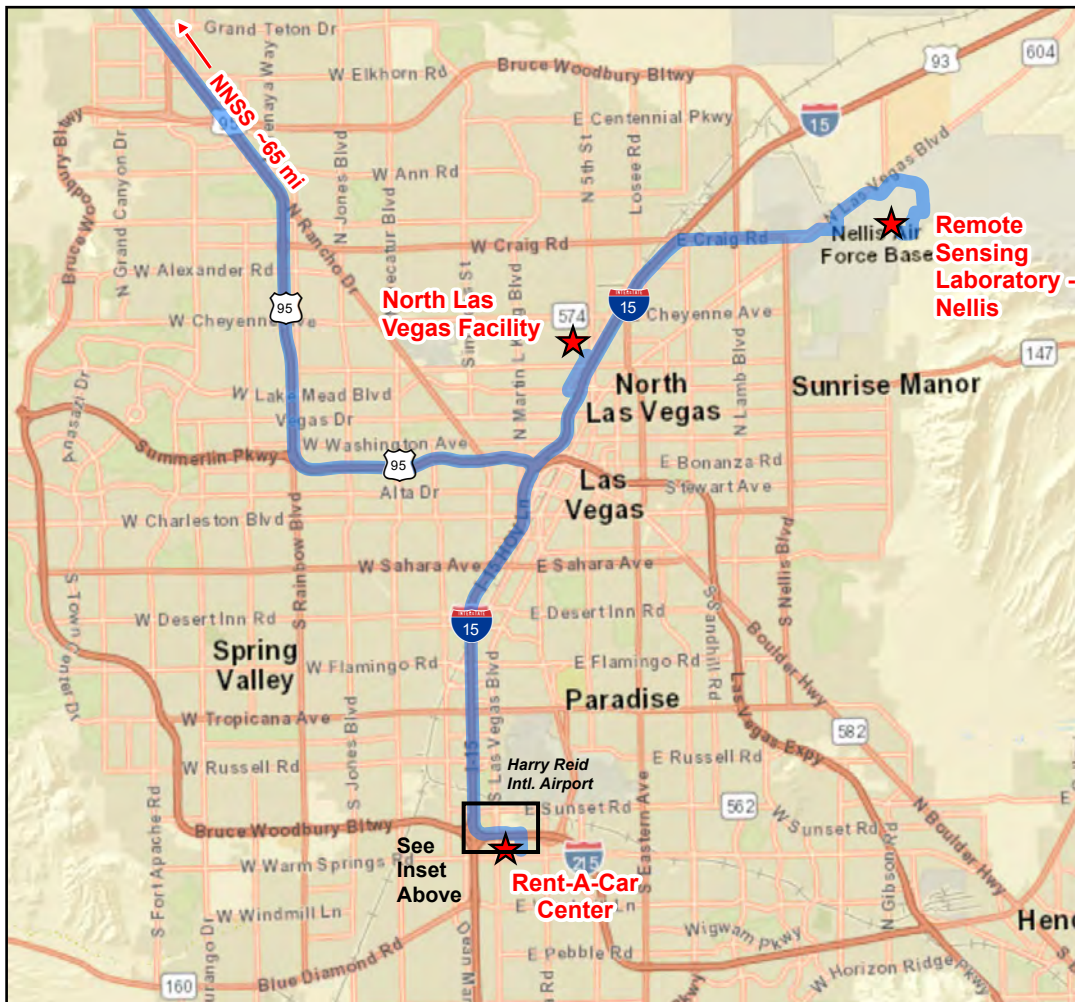 Grand Teton Dr
W Elkhorn Rd
Bruce Woodbury Bltwy
93
604
NNSS ~65 mi
95
E Centennial Pkwy
15
N Grand Canyon Dr
N Jones Blvd
N 5th St
Losee Rd
W Ann Rd
N Rancho Dr
Las Vegas Blvd
W Craig Rd
E Craig Rd
Nellis Air
Force Base
Remote
Sensing
Laboratory -
Nellis
W Alexander Rd
95
W Cheyenne Ave
North Las
Vegas Facility
574
15
Cheyenne Ave
N Martin L King Blvd
N Lamb Blvd
147
North
Las Vegas
Sunrise Manor
W Lake Mead Blvd
Vegas Dr
Anasazi Dr
W Washington Ave
Summerlin Pkwy
95
Alta Dr
E Bonanza Rd
Stewart Ave
Las
Vegas
W Charleston Blvd
S Rainbow Blvd
I-15 HOV Ln
W Sahara Ave
E Sahara Ave
S Nellis Blvd
S Town Center Dr
W Desert Inn Rd
15
E Desert Inn Rd
S Sandhill Rd
Boulder Hwy
Spring
Valley
W Flamingo Rd
S Las Vegas Blvd
E Flamingo Rd
Paradise
Las Vegas Expy
W Tropicana Ave
582
W Russell Rd
S Jones Blvd
I-15
Harry Reid
Intl. Airport
E Russell Rd
S Fort Apache Rd
E Sunset Rd
S Eastern Ave
562
W Sunset Rd
N Boulder Hwy
Bruce Woodbury Bltwy
See
Inset
Above
W Warm Springs Rd
215
N Gibson Rd
Rent-A-Car
Center
W Windmill Ln
Wigwam Pkwy
Blue Diamond Rd
E Pebble Rd
160
W Horizon Ridge Pkwy